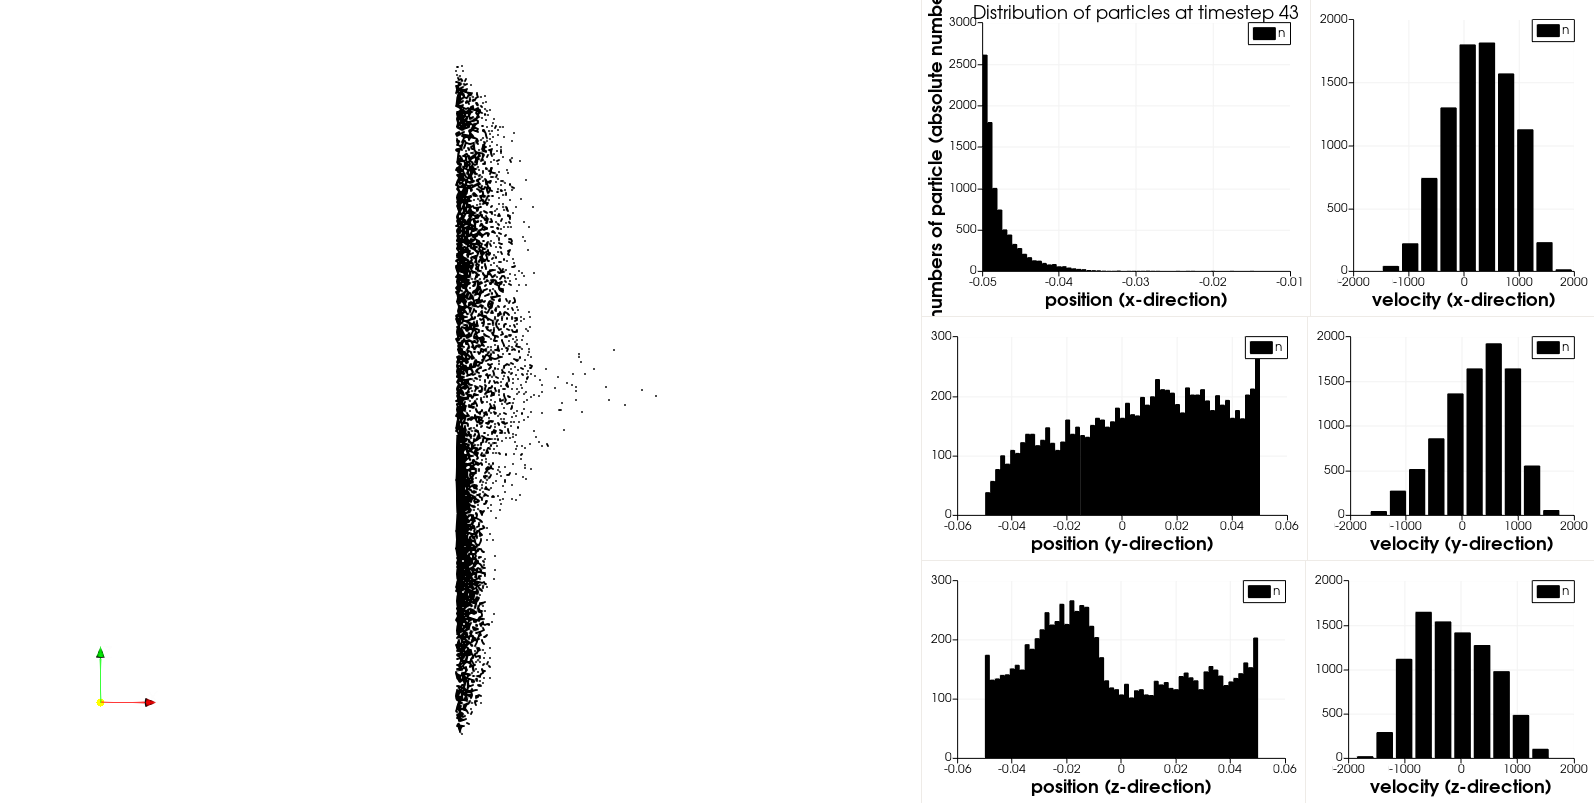 Distribution of particles at timestep 43
numbers of particle (absolute numbe
3000
2500
2000
1500
1000
500
0
n
-0.05 -0.04 -0.03 -0.02 -0.01
position (x-direction)
2000
1500
1000
500
0
n
-2000 -1000 0 1000 2000
velocity (x-direction)
300
200
100
0
n
-0.06 -0.04 -0.02 0 0.02 0.04 0.06
position (y-direction)
2000
1500
1000
500
0
n
-2000 -1000 0 1000 2000
velocity (y-direction)
300
200
100
0
n
-0.06 -0.04 -0.02 0 0.02 0.04 0.06
position (z-direction)
2000
1500
1000
500
0
n
-2000 -1000 0 1000 2000
velocity (z-direction)